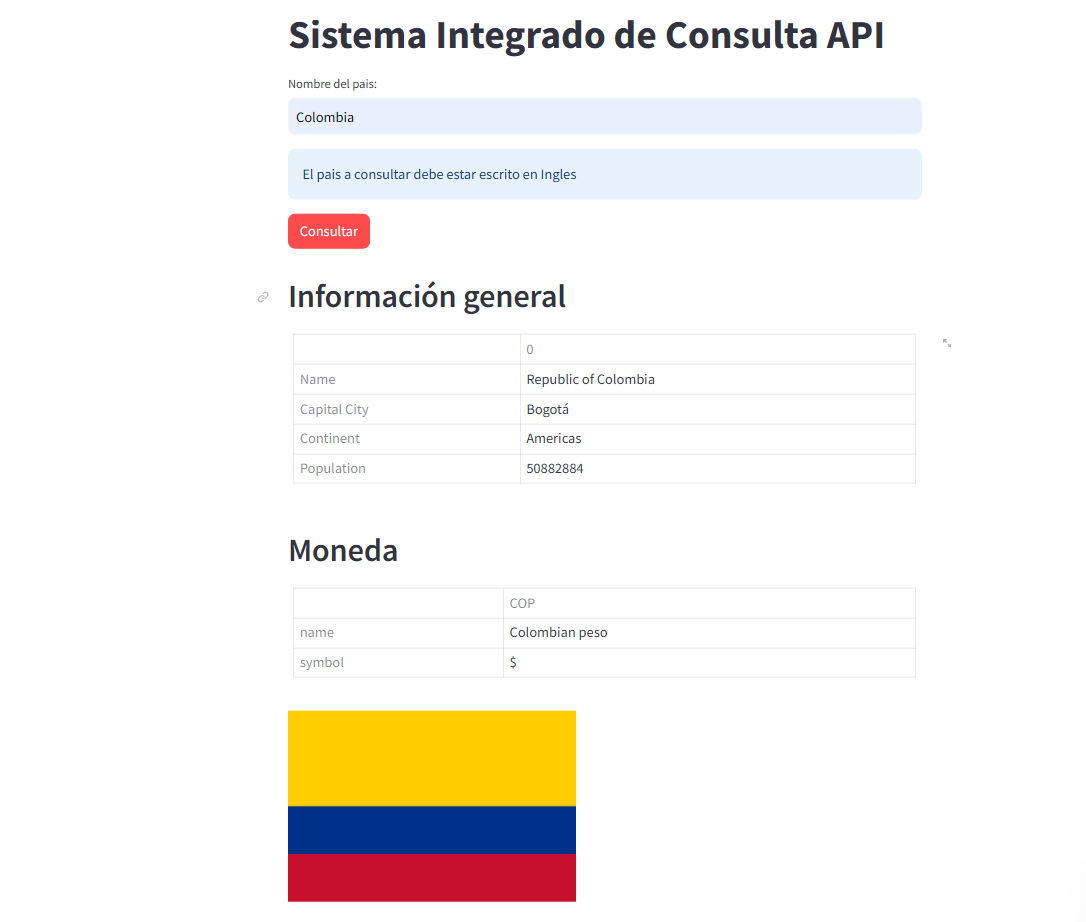 Sistema Integrado de Consulta API
Nombre del pais:
Colombia
El pais a consultar debe estar escrito en Ingles
Consultar
Información general
0
Name Republic of Colombia
Capital City Bogotá
Continent Americas
Population 50882884
Moneda
COP
name Colombian peso
symbol $